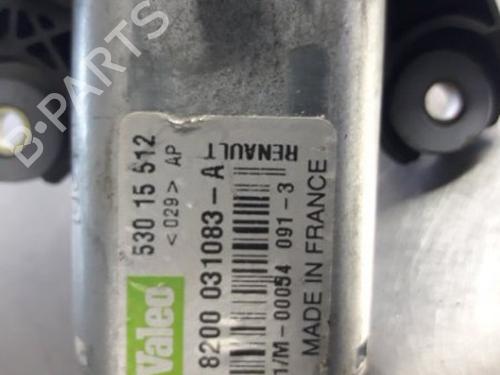 B-PARTS
530 15 512
<029> AP
Valeo
RENAULT
8200 031083-A
1/M-00054 091-3
MADE IN FRANCE